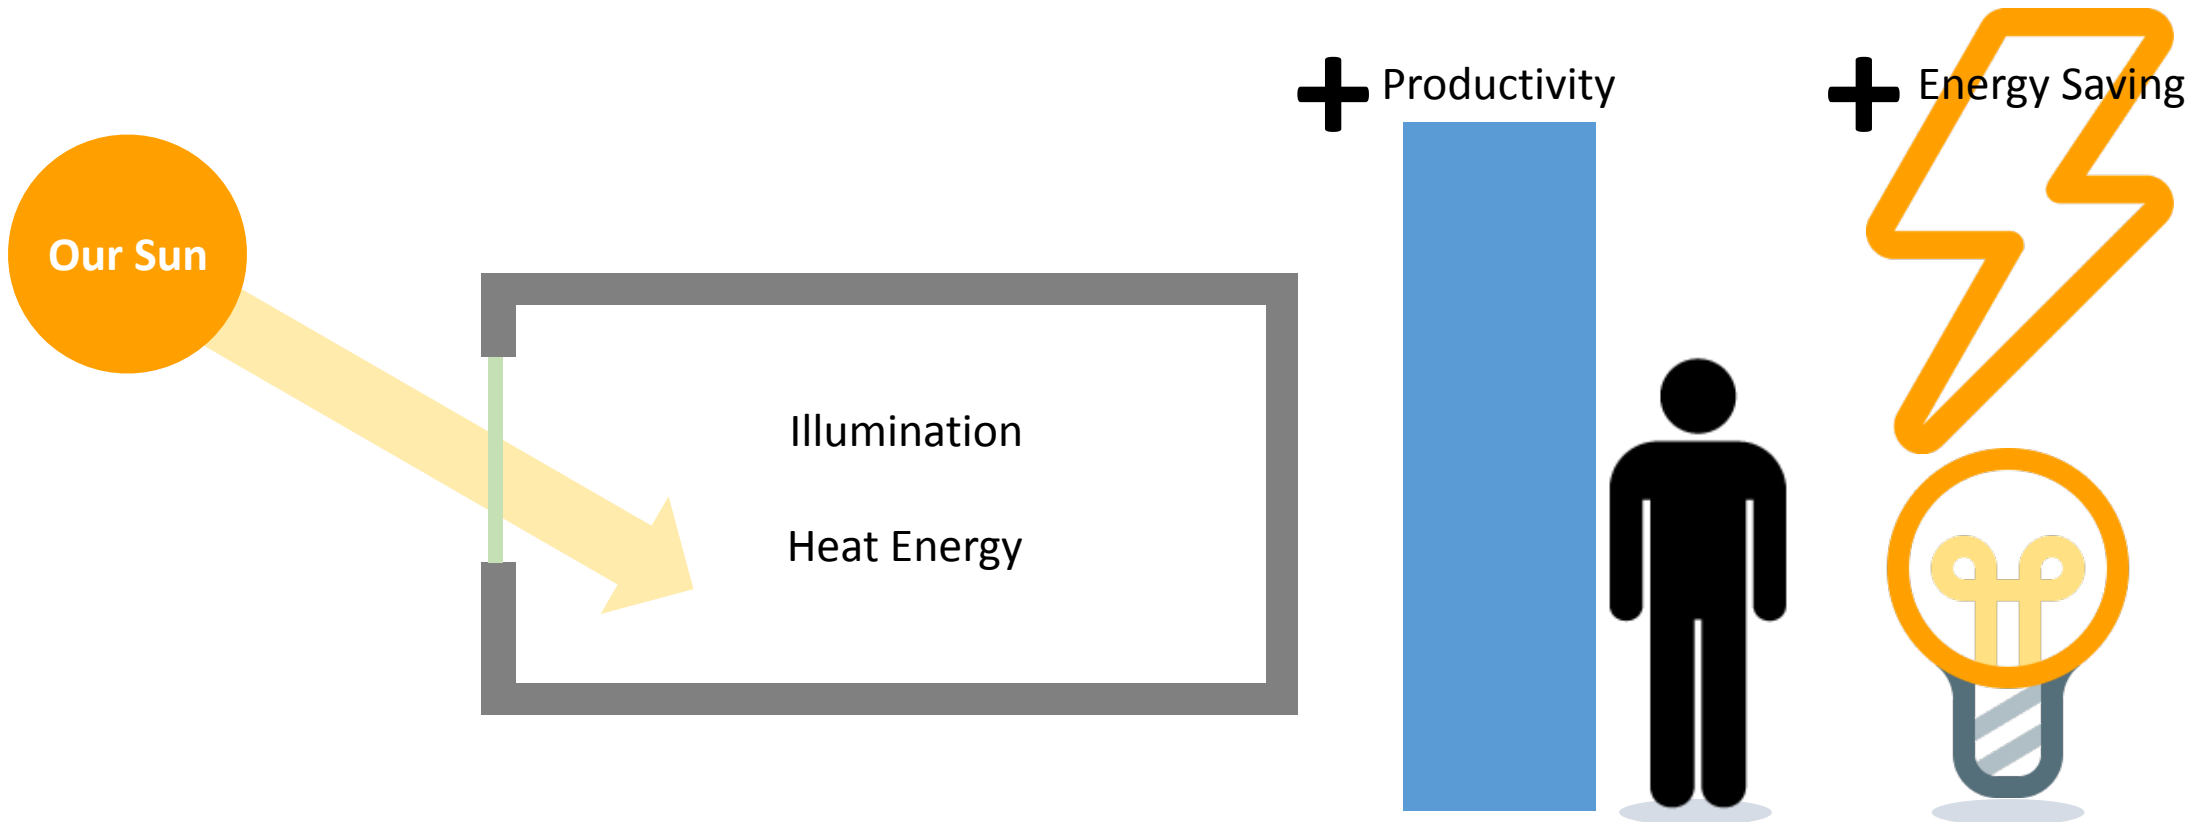 Our Sun
Illumination
Heat Energy
+ Productivity
+ Energy Saving